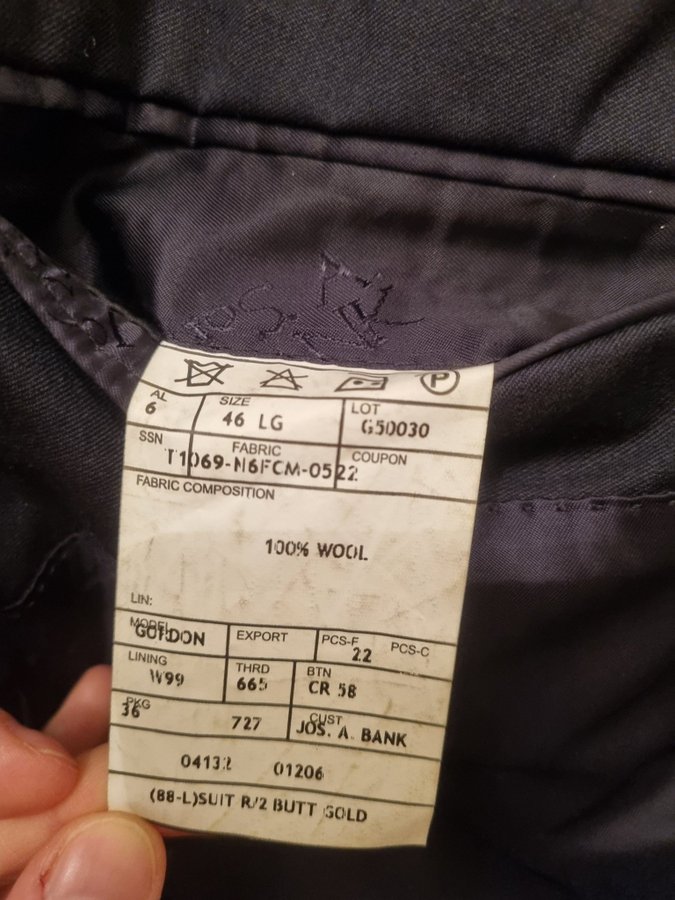 P
AL SIZE LOT
6 46 LG G50030
SSN FABRIC COUPON
T1069-N6FCM-0522
FABRIC COMPOSITION
100% WOOL
LIN:
MODEL EXPORT PCS-F PCS-C
GORDON 22
LINING THRD BTN
W99 665 CR 58
PKG CUST
36 727 JOS. A. BANK
04132 01206
(88-L)SUIT R/2 BUTT GOLD